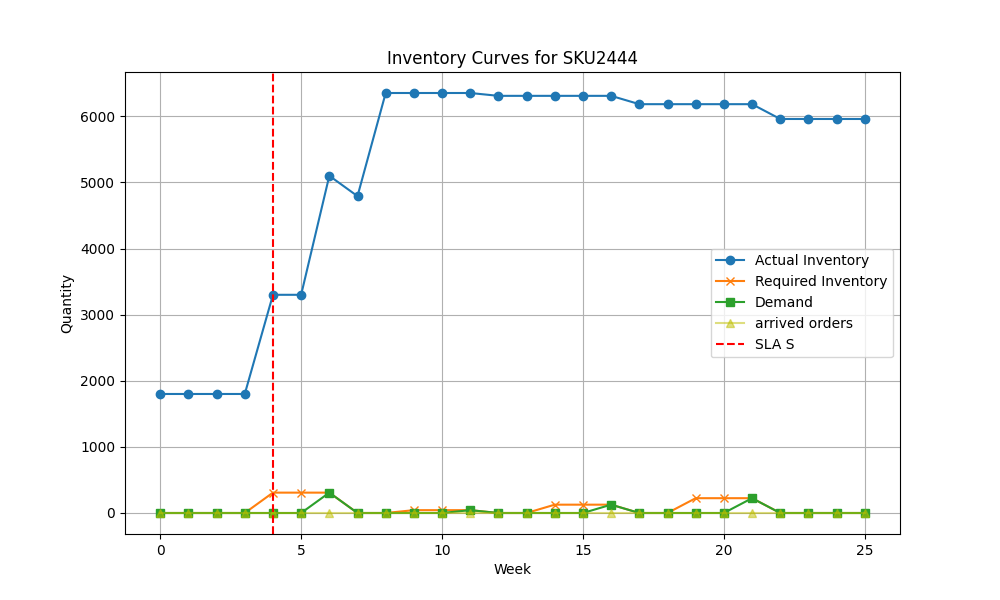 Inventory Curves for SKU2444
Quantity
6000
5000
4000
3000
2000
1000
0
Actual Inventory
Required Inventory
Demand
arrived orders
SLA S
0 5 10 15 20 25
Week